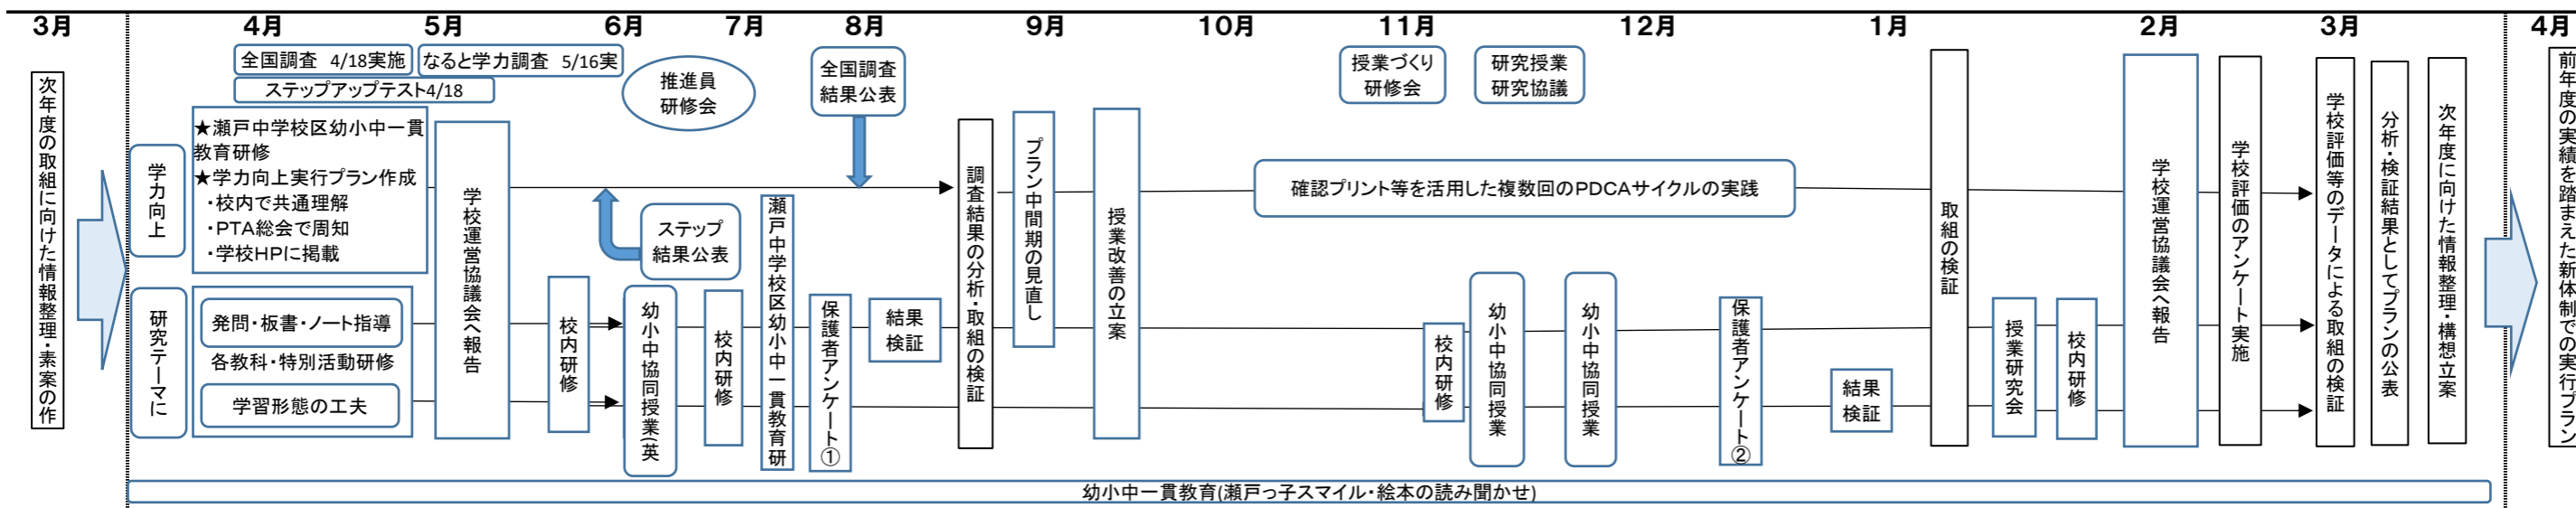 3月 4月 5月 6月 7月 8月 9月 10月 11月 12月 1月 2月 3月 4月
次年度の取組に向けた情報整理・素案の作
全国調査 4/18実施
なると学力調査 5/16実
ステップアップテスト4/18
推進員
研修会
全国調査
結果公表
授業づくり
研修会
研究授業
研究協議
学力向上
★瀬戸中学校区幼小中一貫
教育研修
★学力向上実行プラン作成
・校内で共通理解
・PTA総会で周知
・学校HPに掲載
研究テーマに
発問・板書・ノート指導
各教科・特別活動研修
学習形態の工夫
学校運営協議会へ報告
校内研修
ステップ
結果公表
幼小中協同授業(英
校内研修
瀬戸中学校区幼小中一貫教育研
保護者アンケート①
結果
検証
調査結果の分析・取組の検証
プラン中間期の見直し
授業改善の立案
確認プリント等を活用した複数回のPDCAサイクルの実践
校内研修
幼小中協同授業
幼小中協同授業
保護者アンケート②
結果
検証
取組の検証
授業研究会
校内研修
学校運営協議会へ報告
学校評価のアンケート実施
学校評価等のデータによる取組の検証
分析・検証結果としてプランの公表
次年度に向けた情報整理・構想立案
前年度の実績を踏まえた新体制での実行プラン
幼小中一貫教育(瀬戸っ子スマイル・絵本の読み聞かせ)